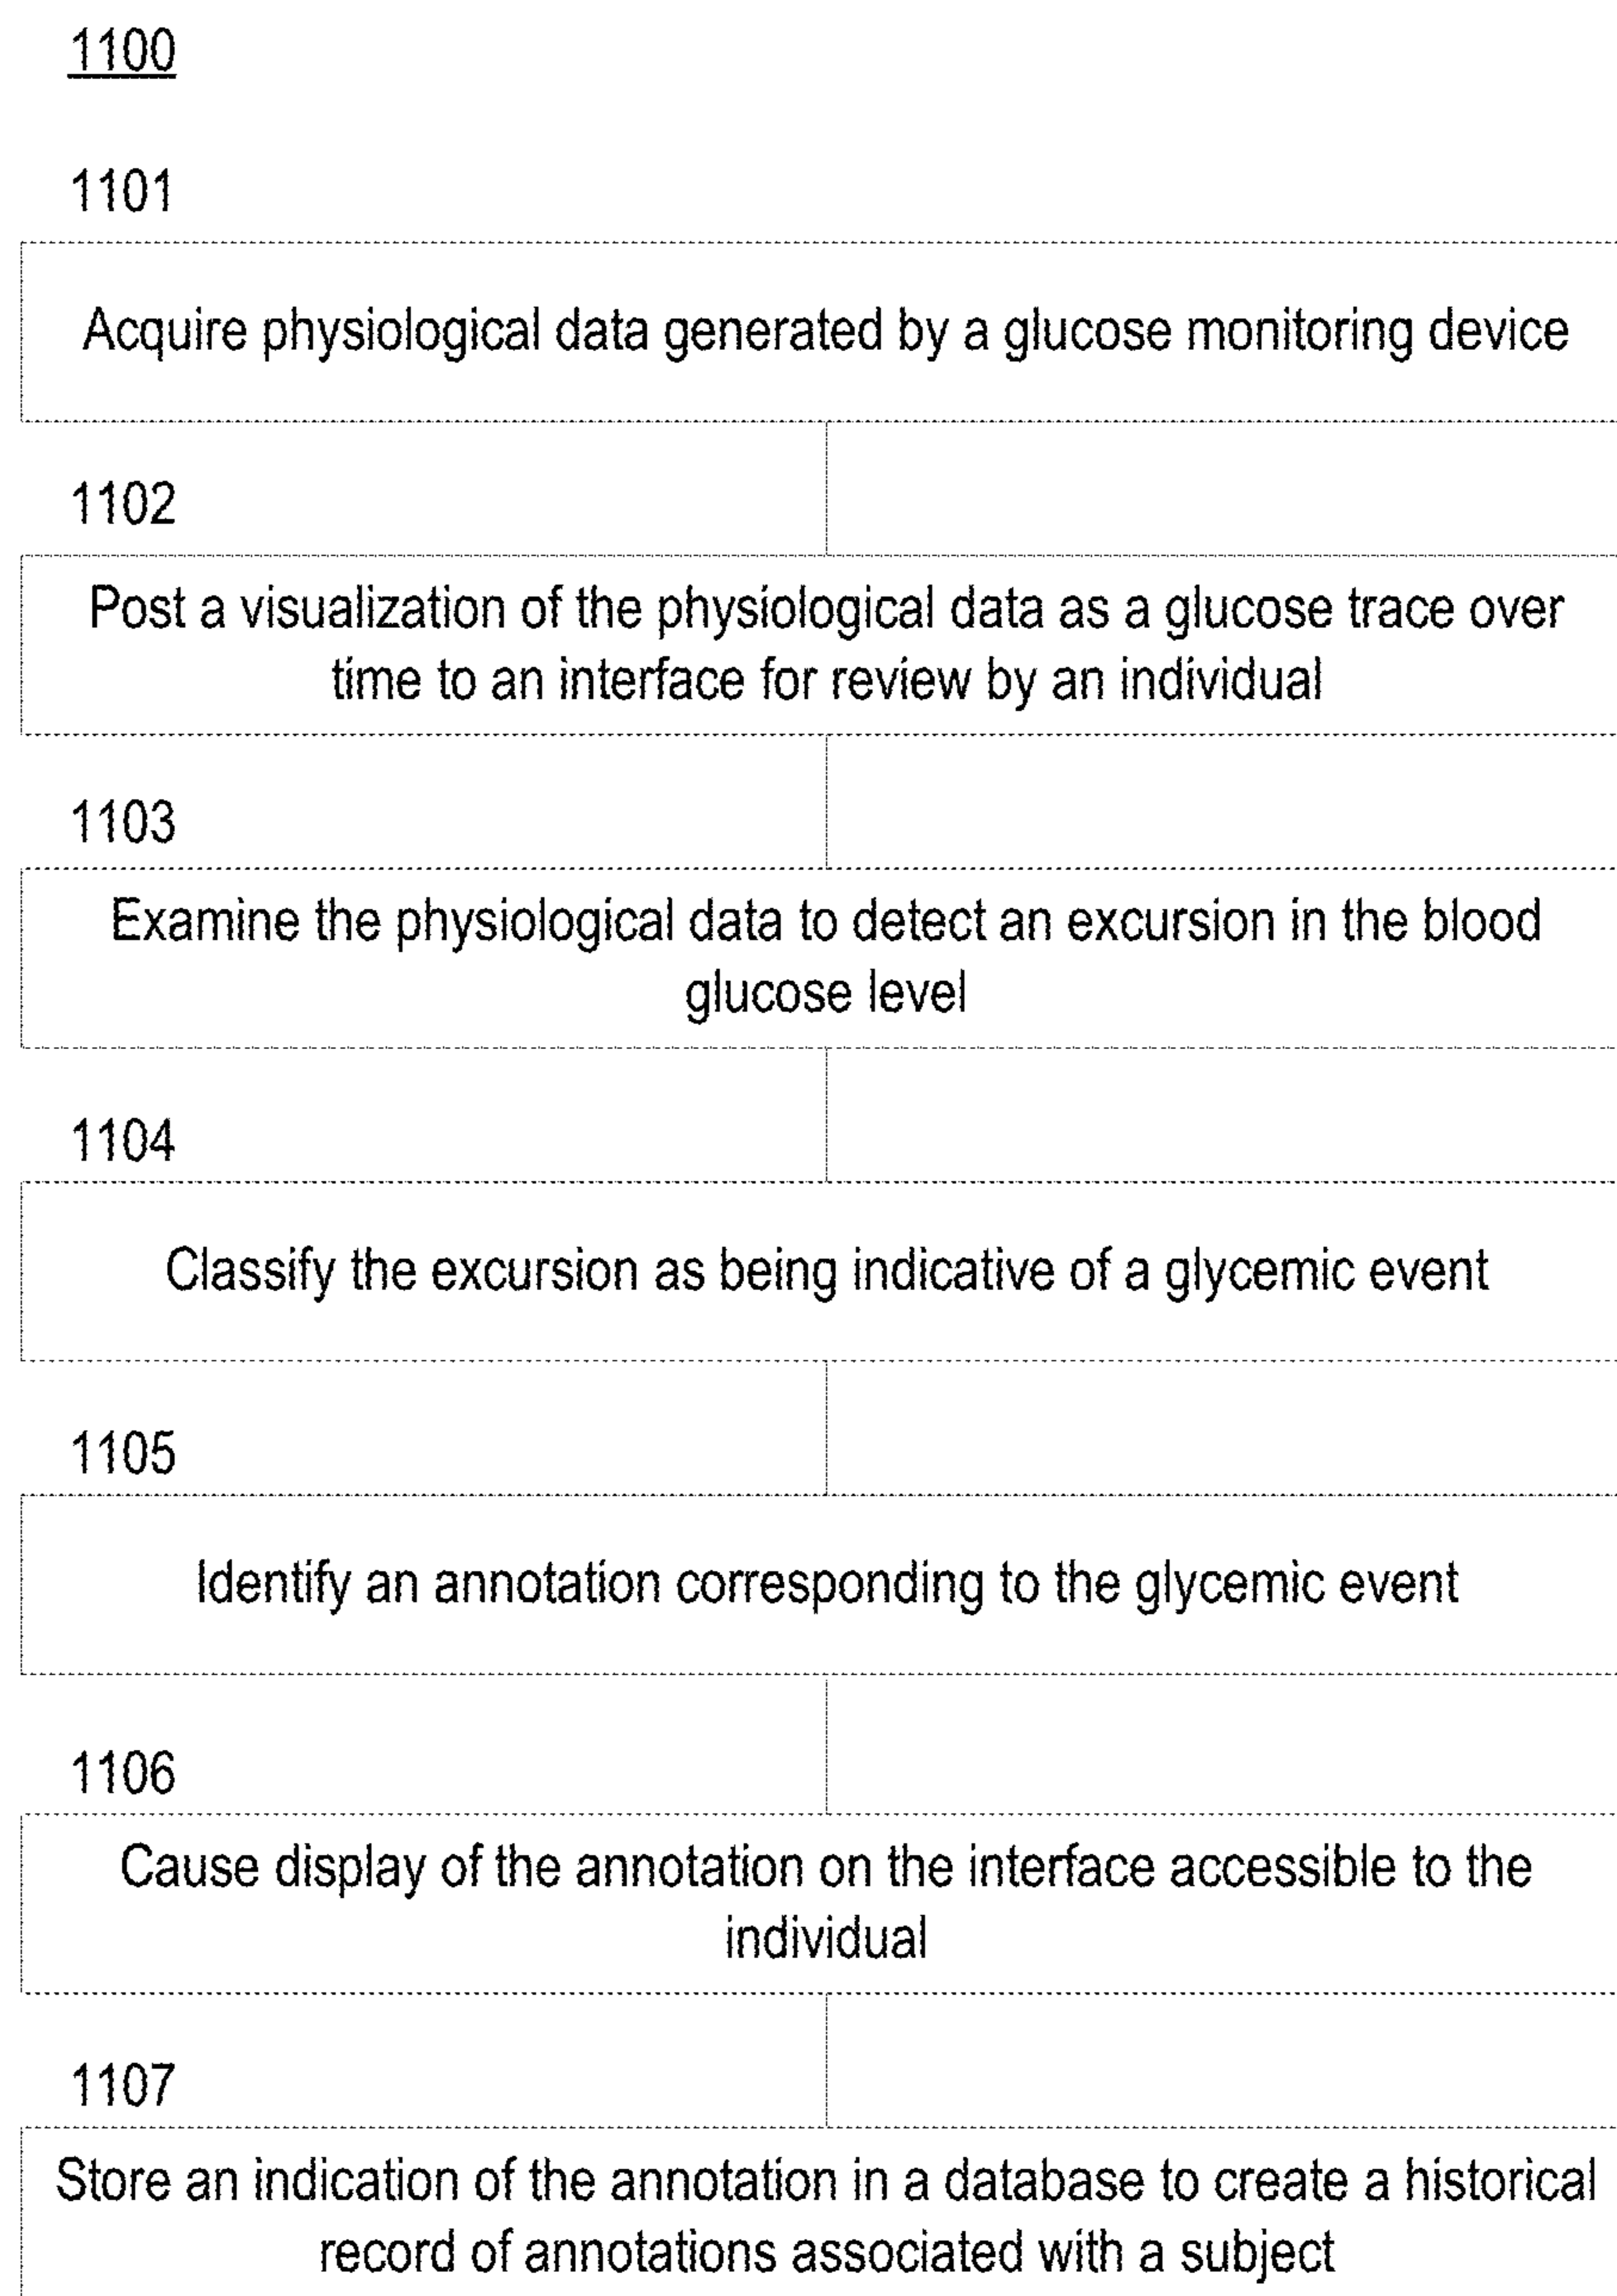 1100
1101
Acquire physiological data generated by a glucose monitoring device
1102
Post a visualization of the physiological data as a glucose trace over
time to an interface for review by an individual
1103
Examine the physiological data to detect an excursion in the blood
glucose level
1104
Classify the excursion as being indicative of a glycemic event
1105
Identify an annotation corresponding to the glycemic event
1106
Cause display of the annotation on the interface accessible to the
individual
1107
Store an indication of the annotation in a database to create a historical
record of annotations associated with a subject